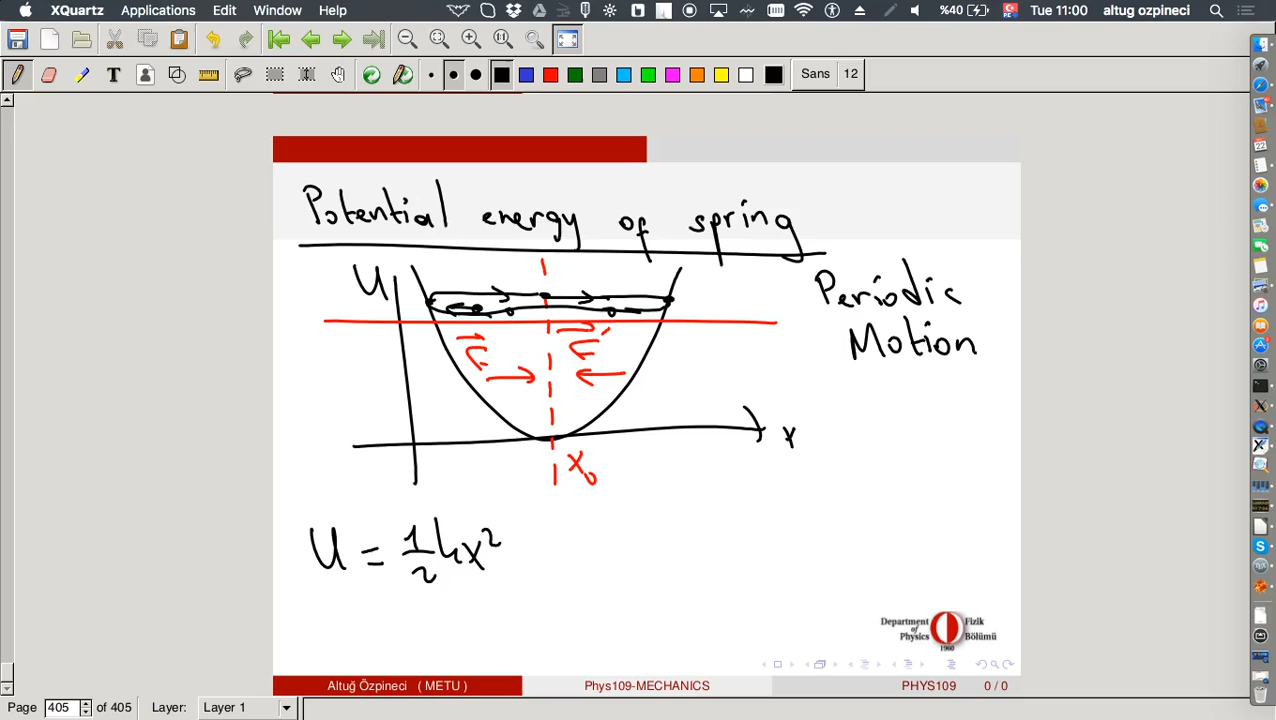 XQuartz Applications Edit Window Help %40 Tue 11:00 altug ozpineci
Sans 12
Potential energy of spring
U
Periodic
Motion
x
x₀
U = 1/2 kx²
Department of Physics
Fizik Bölümü
1960
Altuğ Özpineci ( METU ) Phys109-MECHANICS PHYS109 0 / 0
Page 405 of 405 Layer: Layer 1